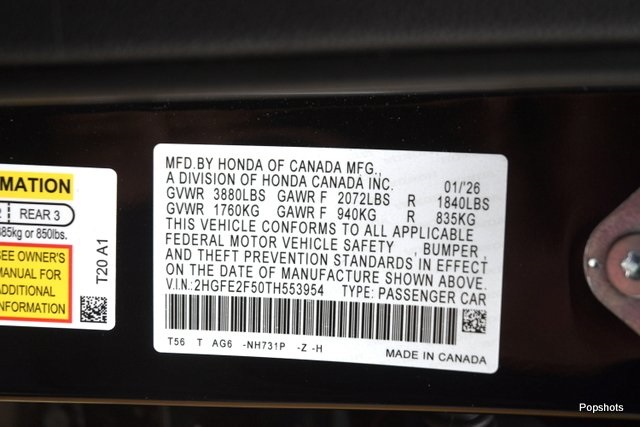 MATION
REAR 3
385kg or 850lbs.
SEE OWNER'S
MANUAL FOR
ADDITIONAL
INFORMATION
T20 A1
MFD.BY HONDA OF CANADA MFG.,
A DIVISION OF HONDA CANADA INC. 01/'26
GVWR 3880LBS GAWR F 2072LBS R 1840LBS
GVWR 1760KG GAWR F 940KG R 835KG
THIS VEHICLE CONFORMS TO ALL APPLICABLE
FEDERAL MOTOR VEHICLE SAFETY , BUMPER ,
AND THEFT PREVENTION STANDARDS IN EFFECT
ON THE DATE OF MANUFACTURE SHOWN ABOVE.
V.I.N.:2HGFE2F50TH553954 TYPE: PASSENGER CAR
T56 T AG6 -NH731P -Z -H
MADE IN CANADA
Popshots